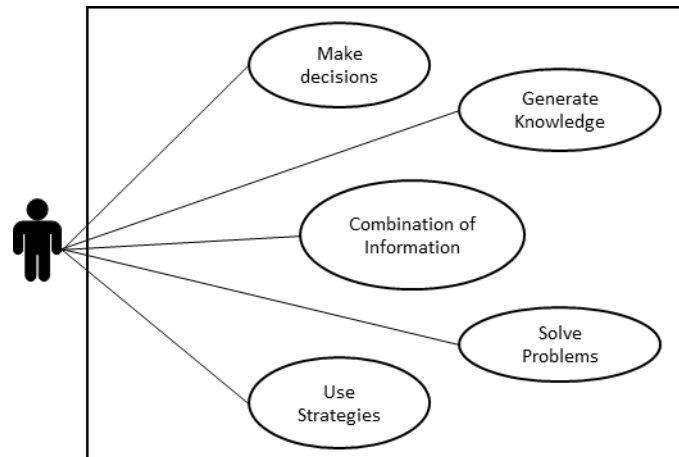 Make
decisions
Generate
Knowledge
Combination of
Information
Solve
Problems
Use
Strategies